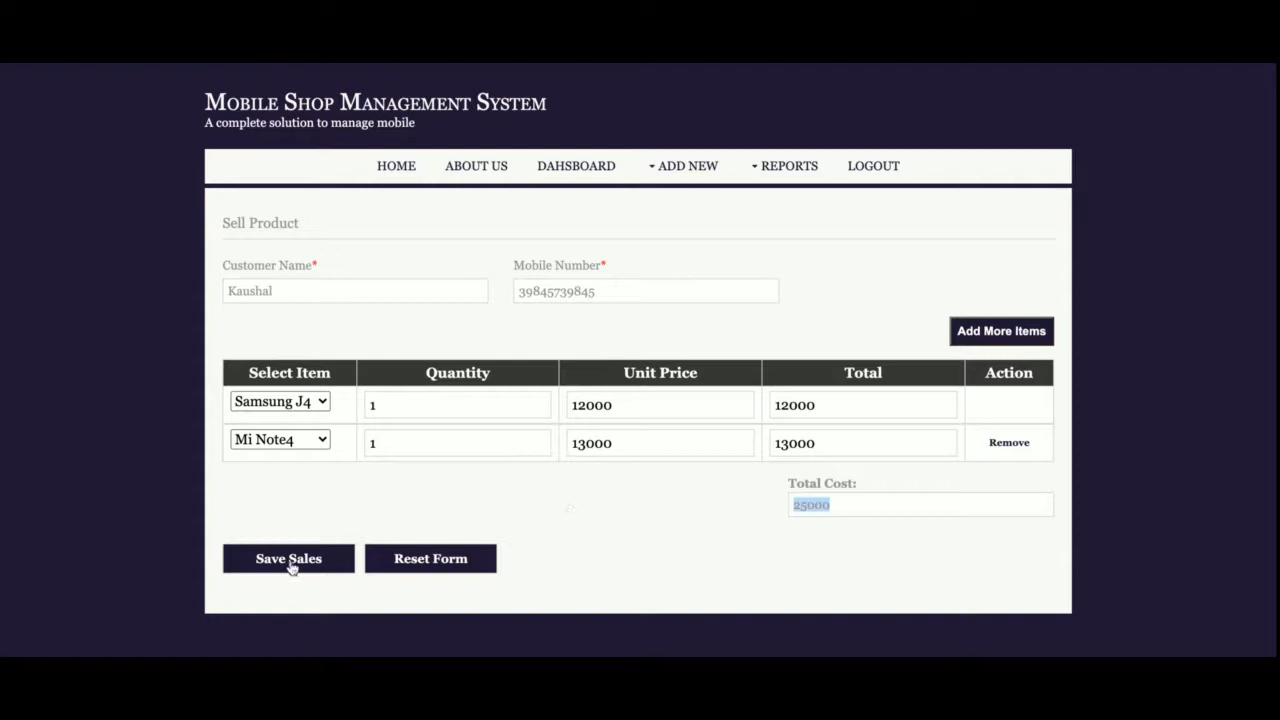 Mobile Shop Management System
A complete solution to manage mobile
HOME ABOUT US DAHSBOARD ADD NEW REPORTS LOGOUT
Sell Product
Customer Name* Mobile Number*
Kaushal 39845739845
Add More Items
Select Item Quantity Unit Price Total Action
Samsung J4 1 12000 12000
Mi Note4 1 13000 13000 Remove
Total Cost:
25000
Save Sales Reset Form